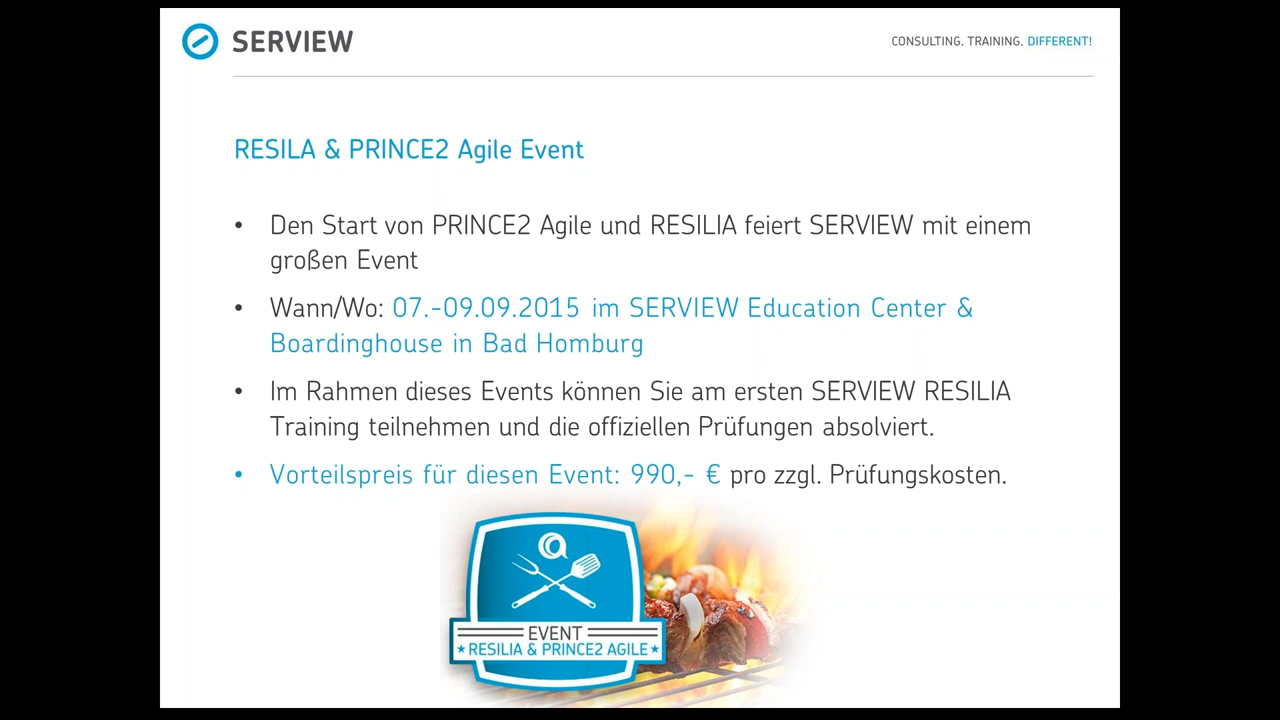 SERVIEW
CONSULTING. TRAINING. DIFFERENT!
RESILA & PRINCE2 Agile Event
• Den Start von PRINCE2 Agile und RESILIA feiert SERVIEW mit einem
großen Event
• Wann/Wo: 07.-09.09.2015 im SERVIEW Education Center &
Boardinghouse in Bad Homburg
• Im Rahmen dieses Events können Sie am ersten SERVIEW RESILIA
Training teilnehmen und die offiziellen Prüfungen absolviert.
• Vorteilspreis für diesen Event: 990,- € pro zzgl. Prüfungskosten.
EVENT
RESILIA & PRINCE2 AGILE